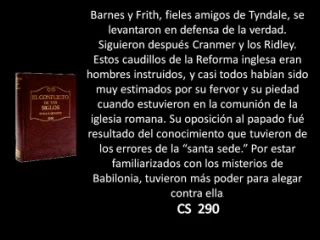 Barnes y Frith, fieles amigos de Tyndale, se
levantaron en defensa de la verdad.
Siguieron después Cranmer y los Ridley.
Estos caudillos de la Reforma inglesa eran
hombres instruidos, y casi todos habían sido
muy estimados por su fervor y su piedad
cuando estuvieron en la comunión de la
iglesia romana. Su oposición al papado fué
resultado del conocimiento que tuvieron de
los errores de la “santa sede.” Por estar
familiarizados con los misterios de
Babilonia, tuvieron más poder para alegar
contra ella
CS 290
EL CONFLICTO
DE LOS
SIGLOS